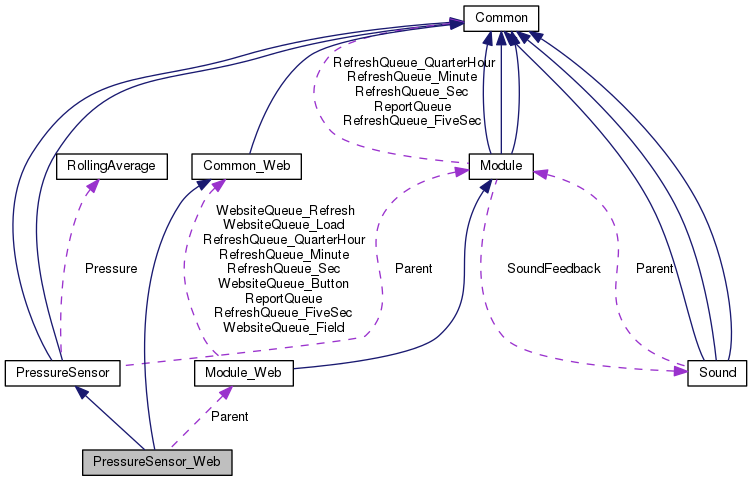 Common
RefreshQueue_QuarterHour
RefreshQueue_Minute
RefreshQueue_Sec
ReportQueue
RefreshQueue_FiveSec
RollingAverage
Common_Web
Module
WebsiteQueue_Refresh
WebsiteQueue_Load
RefreshQueue_QuarterHour
RefreshQueue_Minute
RefreshQueue_Sec
WebsiteQueue_Button
ReportQueue
RefreshQueue_FiveSec
WebsiteQueue_Field
Pressure
Parent
SoundFeedback
Parent
PressureSensor
Module_Web
Sound
Parent
PressureSensor_Web